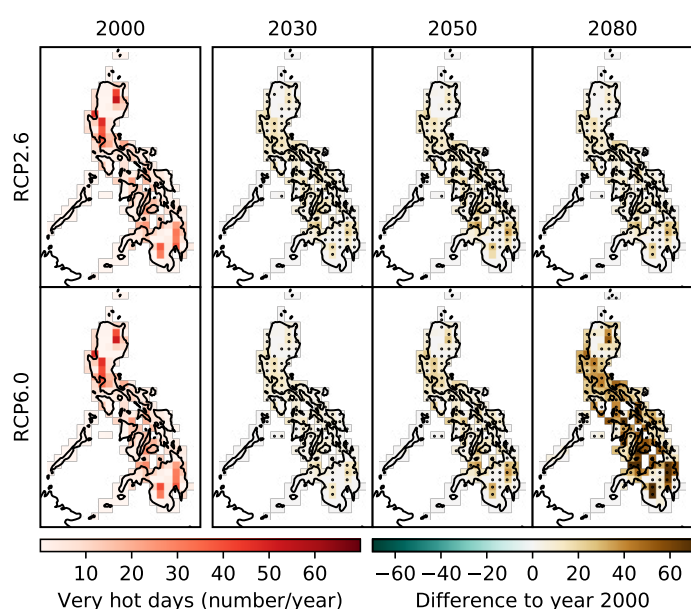 2000 2030 2050 2080
RCP2.6
RCP6.0
10 20 30 40 50 60 −60 −40 −20 0 20 40 60
Very hot days (number/year) Difference to year 2000